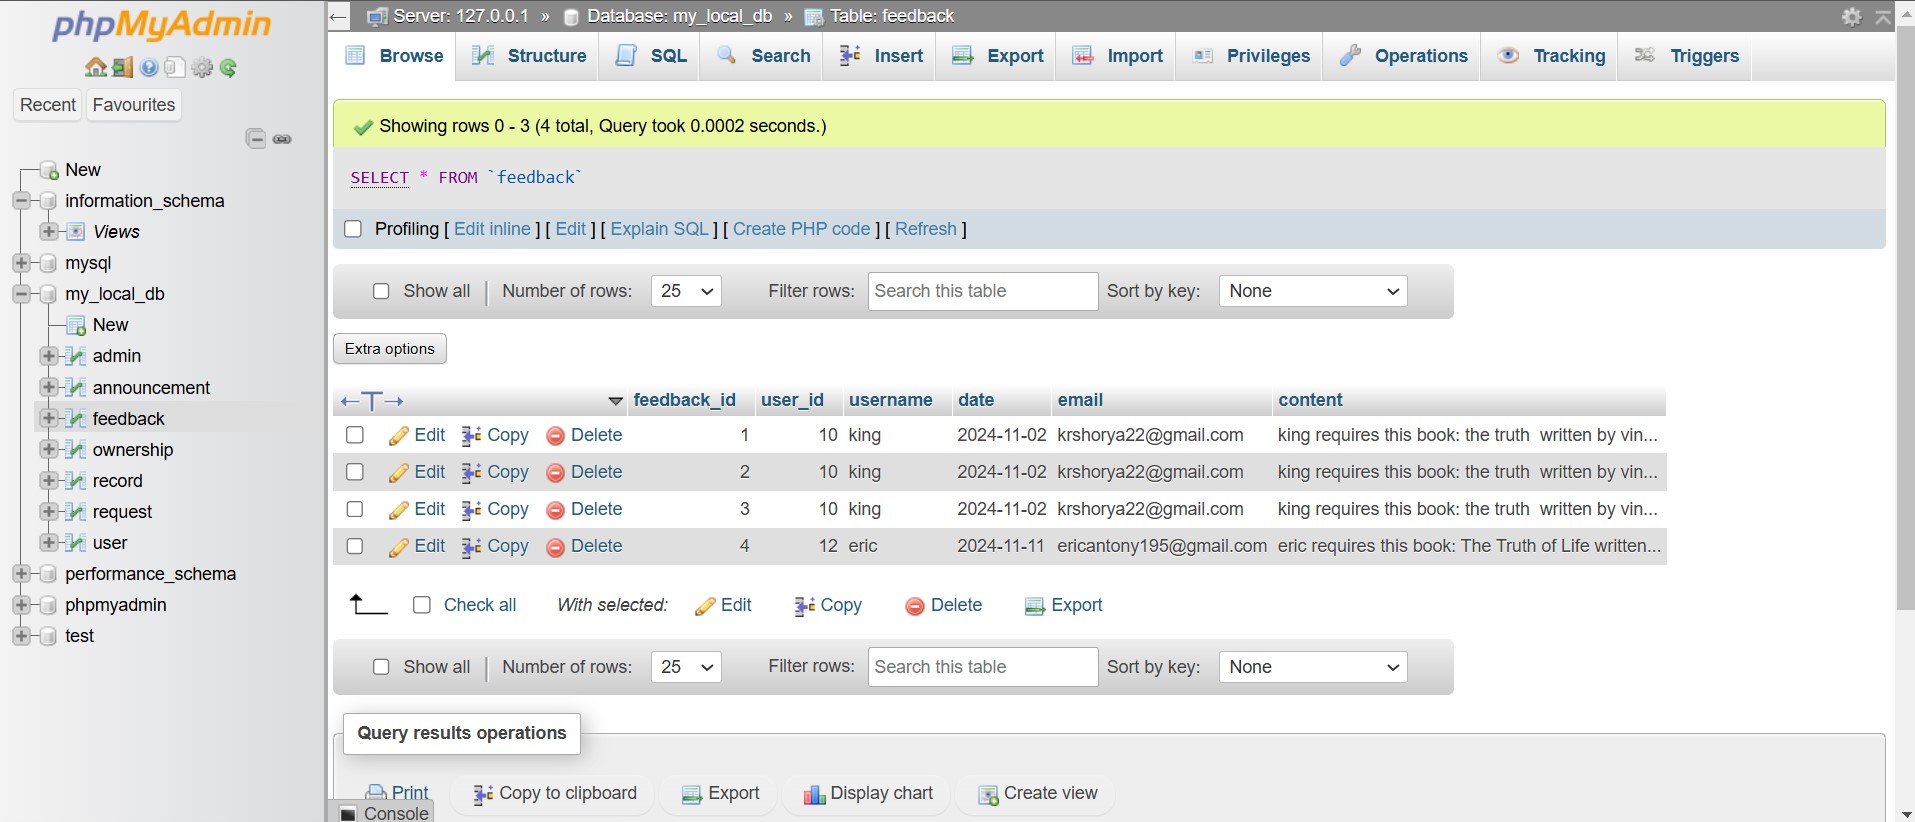 phpMyAdmin
Recent Favourites
New
information_schema
Views
mysql
my_local_db
New
admin
announcement
feedback
ownership
record
request
user
performance_schema
phpmyadmin
test
Server: 127.0.0.1 » Database: my_local_db » Table: feedback
Browse Structure SQL Search Insert Export Import Privileges Operations Tracking Triggers
Showing rows 0 - 3 (4 total, Query took 0.0002 seconds.)
SELECT * FROM `feedback`
Profiling [ Edit inline ] [ Edit ] [ Explain SQL ] [ Create PHP code ] [ Refresh ]
Show all Number of rows: 25 Filter rows: Search this table Sort by key: None
Extra options
feedback_id user_id username date email content
Edit Copy Delete 1 10 king 2024-11-02 krshorya22@gmail.com king requires this book: the truth  written by vin...
Edit Copy Delete 2 10 king 2024-11-02 krshorya22@gmail.com king requires this book: the truth  written by vin...
Edit Copy Delete 3 10 king 2024-11-02 krshorya22@gmail.com king requires this book: the truth  written by vin...
Edit Copy Delete 4 12 eric 2024-11-11 ericantony195@gmail.com eric requires this book: The Truth of Life written...
Check all With selected: Edit Copy Delete Export
Show all Number of rows: 25 Filter rows: Search this table Sort by key: None
Query results operations
Print Copy to clipboard Export Display chart Create view
Console